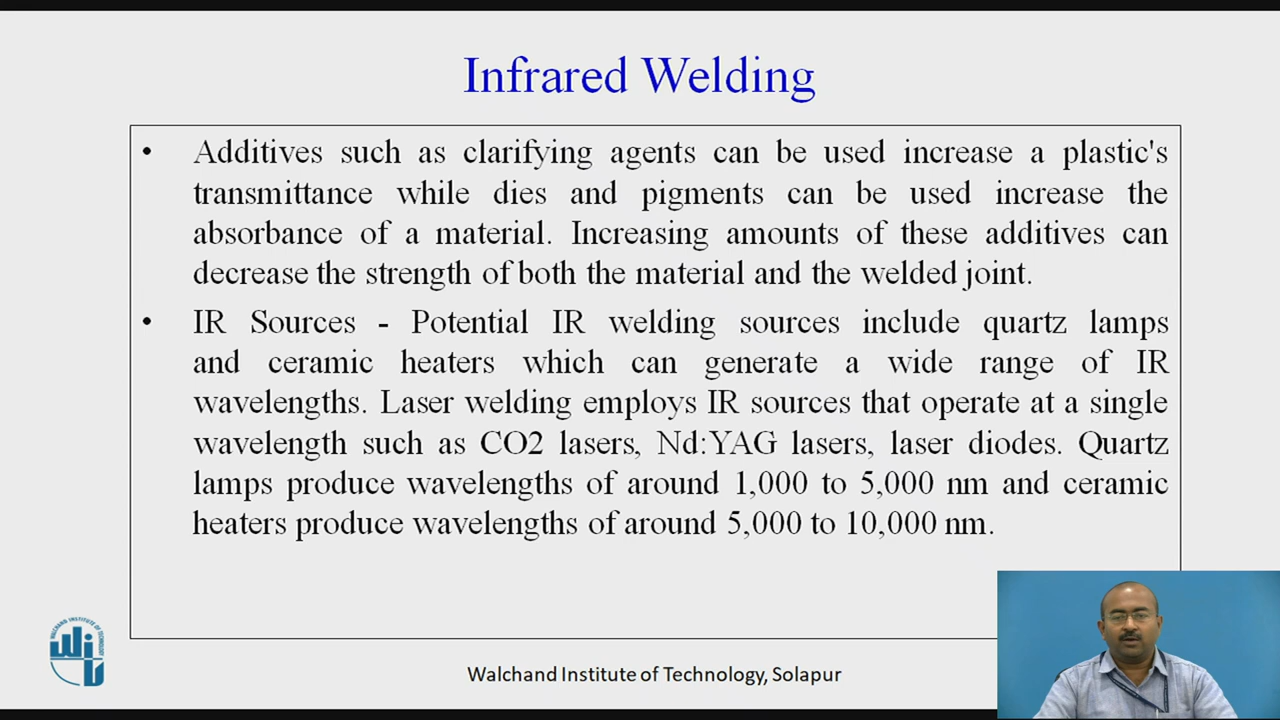 Infrared Welding
• Additives such as clarifying agents can be used increase a plastic's
transmittance while dies and pigments can be used increase the
absorbance of a material. Increasing amounts of these additives can
decrease the strength of both the material and the welded joint.
• IR Sources - Potential IR welding sources include quartz lamps
and ceramic heaters which can generate a wide range of IR
wavelengths. Laser welding employs IR sources that operate at a single
wavelength such as CO2 lasers, Nd:YAG lasers, laser diodes. Quartz
lamps produce wavelengths of around 1,000 to 5,000 nm and ceramic
heaters produce wavelengths of around 5,000 to 10,000 nm.
WALCHAND INSTITUTE OF TECHNOLOGY
WIT
Walchand Institute of Technology, Solapur